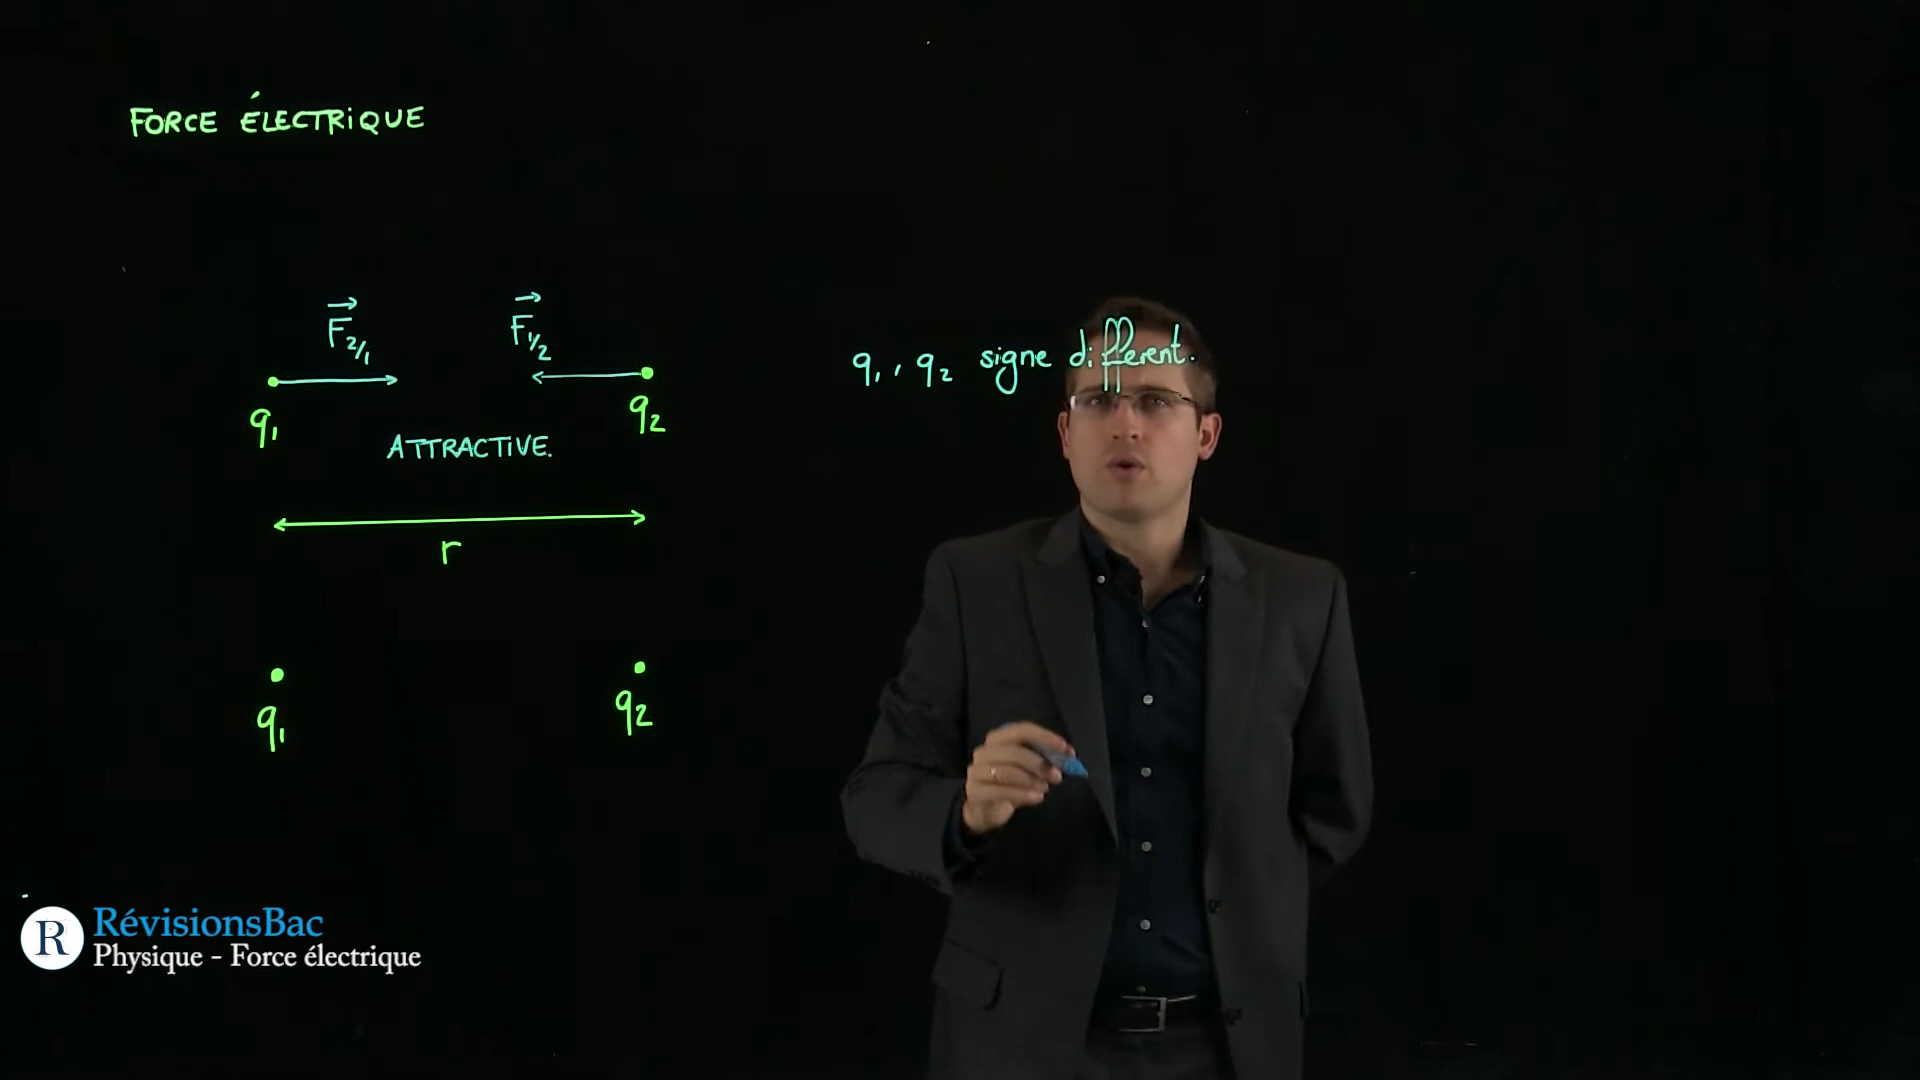 FORCE ÉLECTRIQUE
F2/1 F1/2
q1, q2 signe différent.
q1 q2
ATTRACTIVE.
r
q1 q2
R
RévisionsBac
Physique - Force électrique